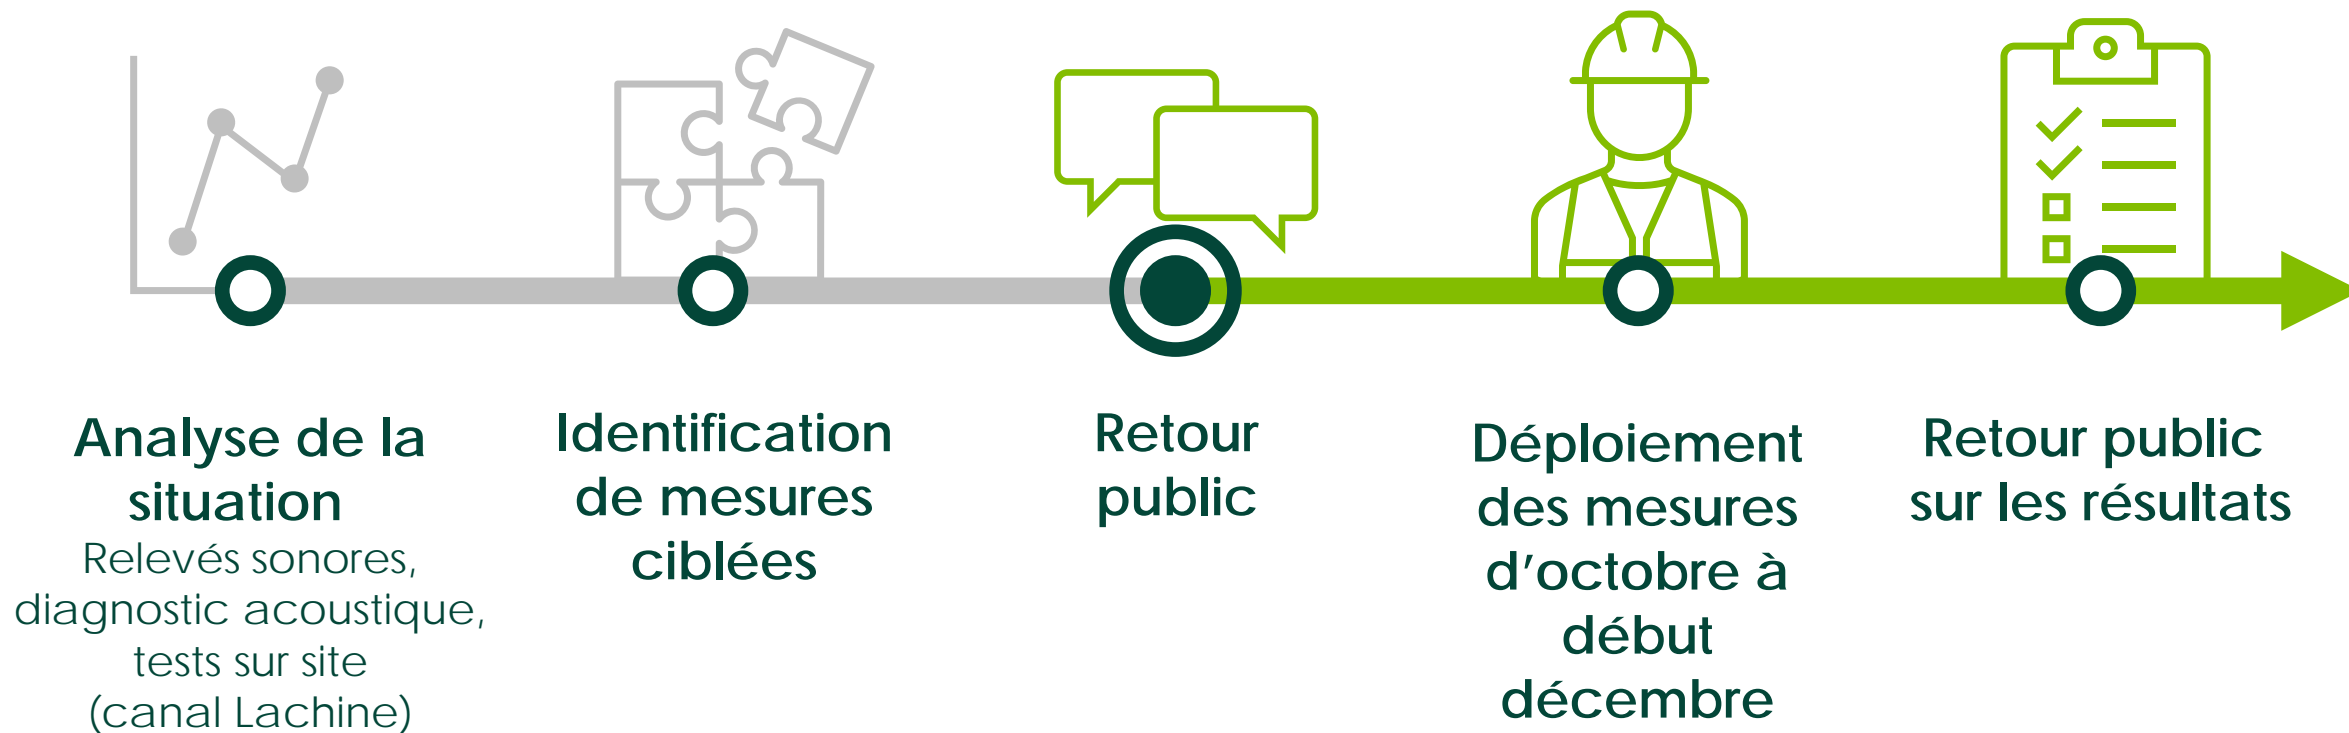 Analyse de la
situation
Relevés sonores,
diagnostic acoustique,
tests sur site
(canal Lachine)
Identification
de mesures
ciblées
Retour
public
Déploiement
des mesures
d’octobre à
début
décembre
Retour public
sur les résultats